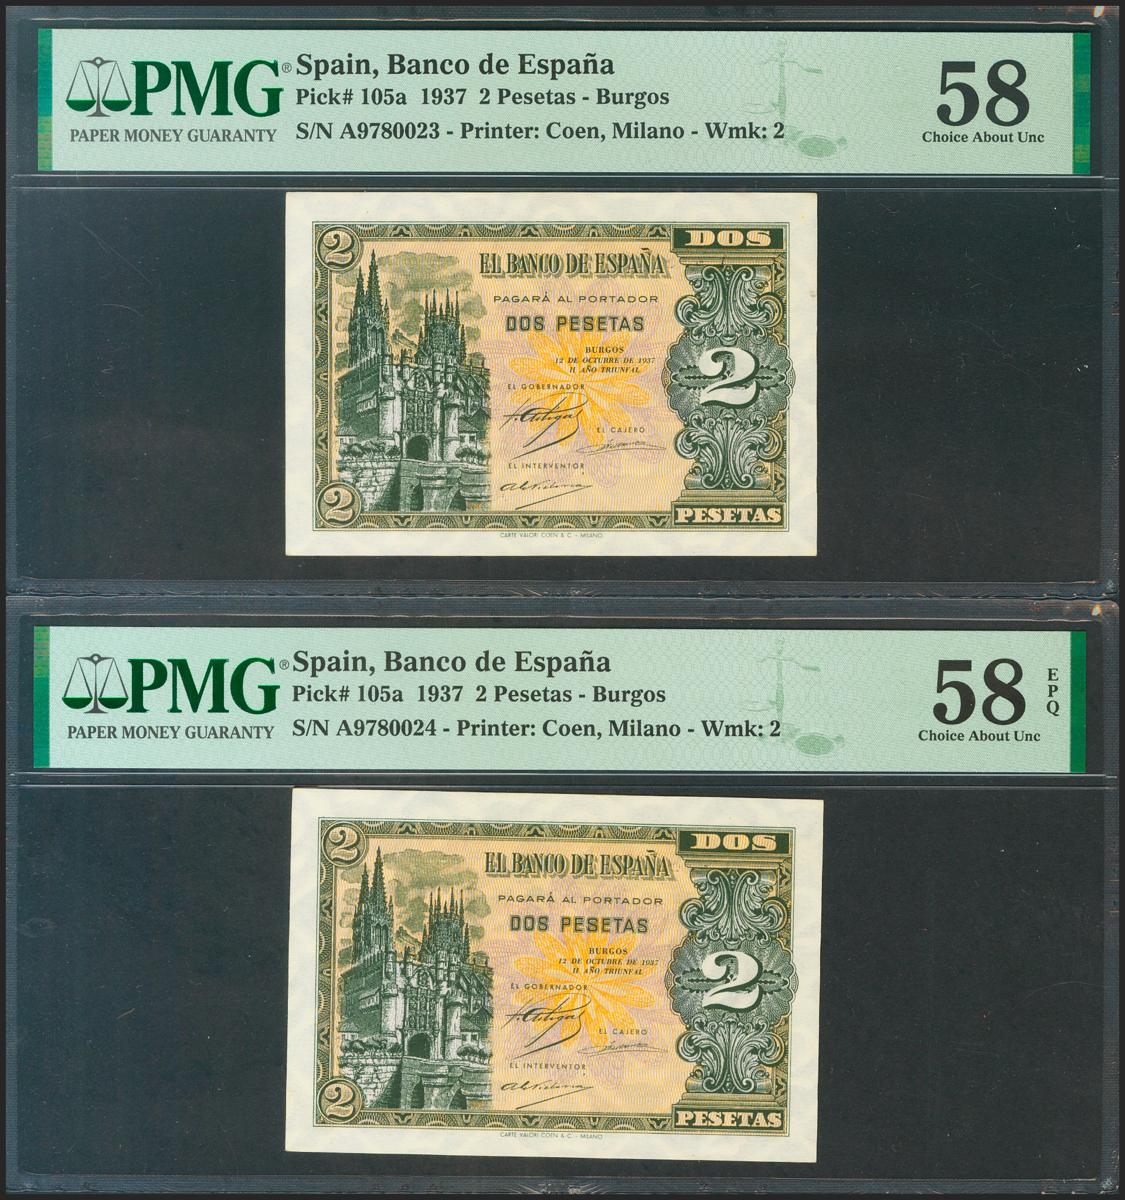 PMG®
PAPER MONEY GUARANTY
Spain, Banco de España
Pick# 105a 1937 2 Pesetas - Burgos
S/N A9780023 - Printer: Coen, Milano - Wmk: 2
58
Choice About Unc
2
DOS
EL BANCO DE ESPAÑA
PAGARÁ AL PORTADOR
DOS PESETAS
BURGOS
12 DE OCTUBRE DE 1937
II AÑO TRIUNFAL
2
EL GOBERNADOR
EL CAJERO
EL INTERVENTOR
2
PESETAS
CARTE VALORI COEN & C. - MILANO
PMG®
PAPER MONEY GUARANTY
Spain, Banco de España
Pick# 105a 1937 2 Pesetas - Burgos
S/N A9780024 - Printer: Coen, Milano - Wmk: 2
58
EPQ
Choice About Unc
2
DOS
EL BANCO DE ESPAÑA
PAGARÁ AL PORTADOR
DOS PESETAS
BURGOS
12 DE OCTUBRE DE 1937
II AÑO TRIUNFAL
2
EL GOBERNADOR
EL CAJERO
EL INTERVENTOR
2
PESETAS
CARTE VALORI COEN & C. - MILANO